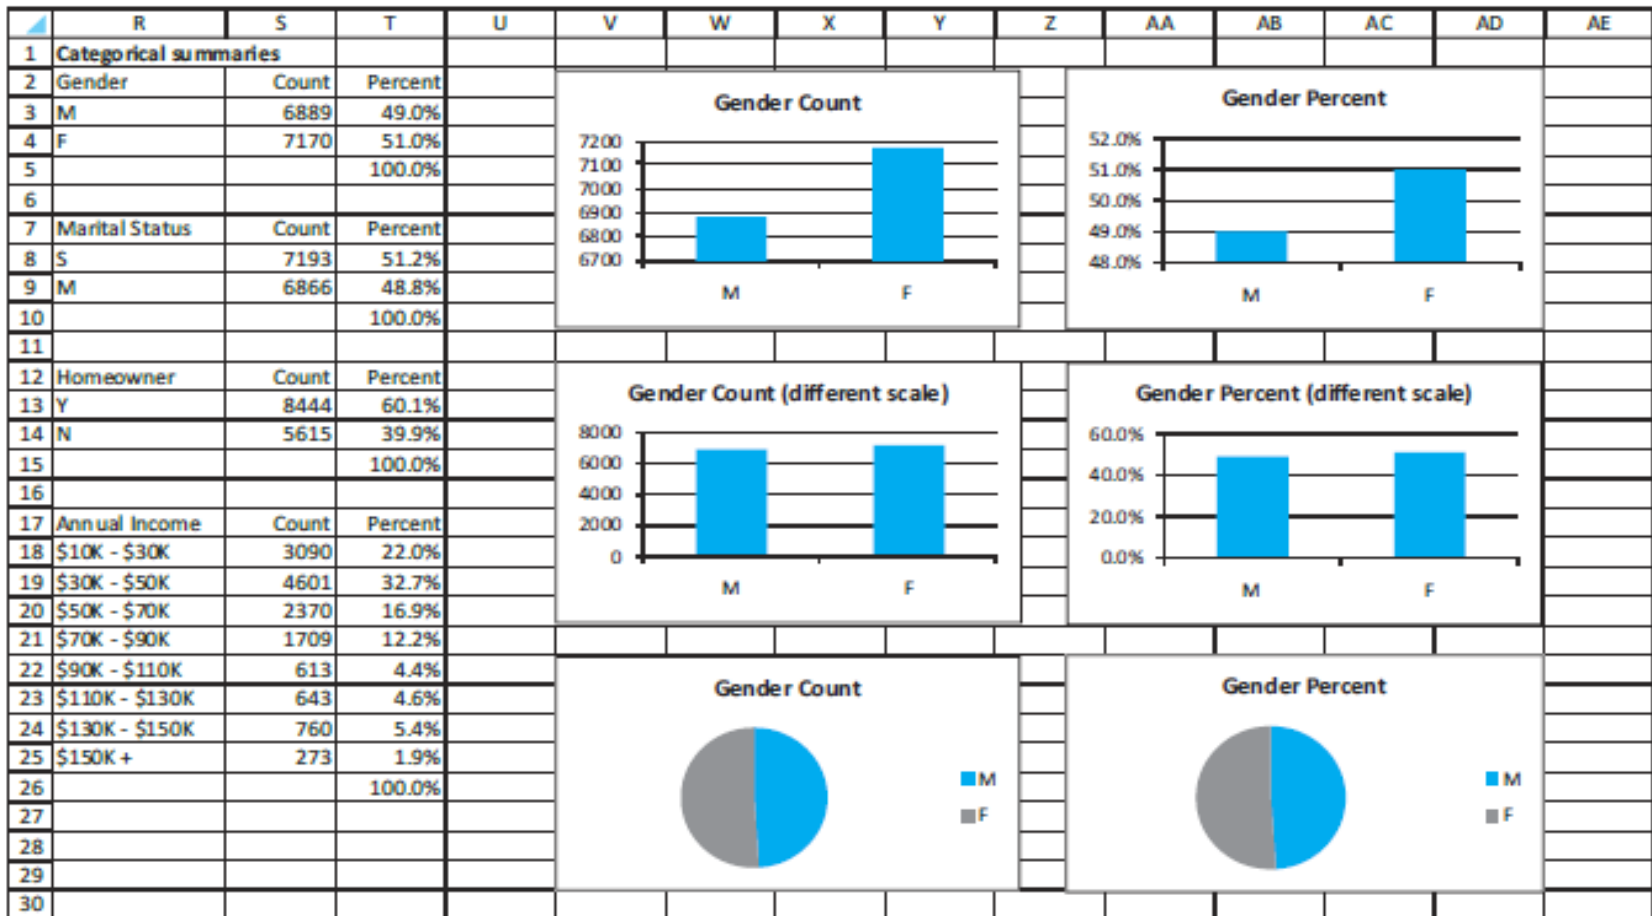 R S T U V W X Y Z AA AB AC AD AE
1 Categorical summaries
2 Gender Count Percent
3 M 6889 49.0%
4 F 7170 51.0%
5 100.0%
6
7 Marital Status Count Percent
8 S 7193 51.2%
9 M 6866 48.8%
10 100.0%
11
12 Homeowner Count Percent
13 Y 8444 60.1%
14 N 5615 39.9%
15 100.0%
16
17 Annual Income Count Percent
18 $10K - $30K 3090 22.0%
19 $30K - $50K 4601 32.7%
20 $50K - $70K 2370 16.9%
21 $70K - $90K 1709 12.2%
22 $90K - $110K 613 4.4%
23 $110K - $130K 643 4.6%
24 $130K - $150K 760 5.4%
25 $150K + 273 1.9%
26 100.0%
27
28
29
30
Gender Count
7200
7100
7000
6900
6800
6700
M F
Gender Percent
52.0%
51.0%
50.0%
49.0%
48.0%
M F
Gender Count (different scale)
8000
6000
4000
2000
0
M F
Gender Percent (different scale)
60.0%
40.0%
20.0%
0.0%
M F
Gender Count
M
F
Gender Percent
M
F